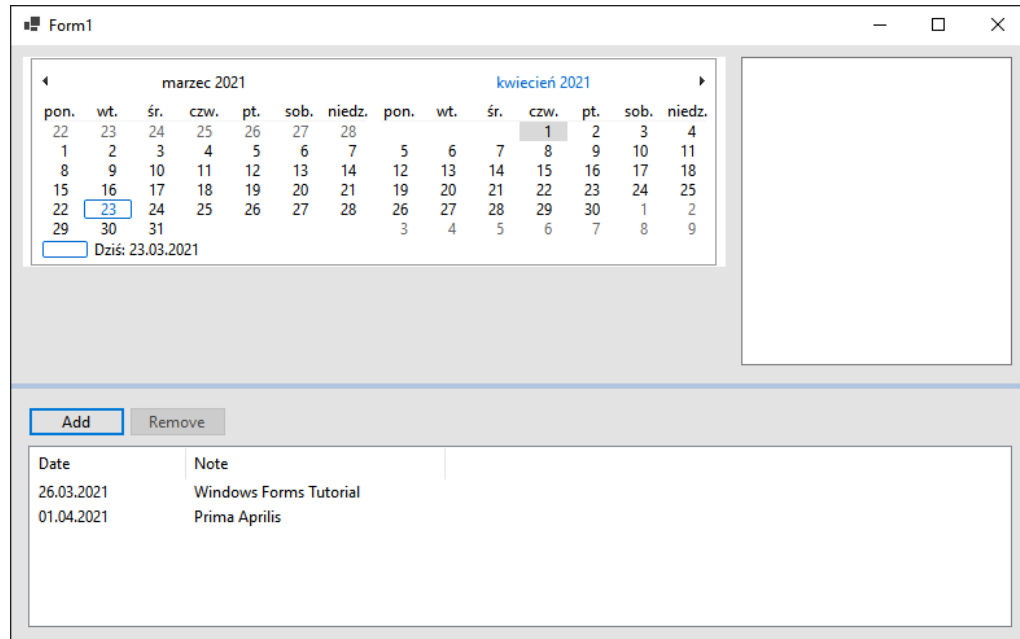 Form1
marzec 2021 kwiecień 2021
pon. wt. śr. czw. pt. sob. niedz. pon. wt. śr. czw. pt. sob. niedz.
22 23 24 25 26 27 28 1 2 3 4
1 2 3 4 5 6 7 5 6 7 8 9 10 11
8 9 10 11 12 13 14 12 13 14 15 16 17 18
15 16 17 18 19 20 21 19 20 21 22 23 24 25
22 23 24 25 26 27 28 26 27 28 29 30 1 2
29 30 31 3 4 5 6 7 8 9
Dziś: 23.03.2021
Add Remove
Date Note
26.03.2021 Windows Forms Tutorial
01.04.2021 Prima Aprilis